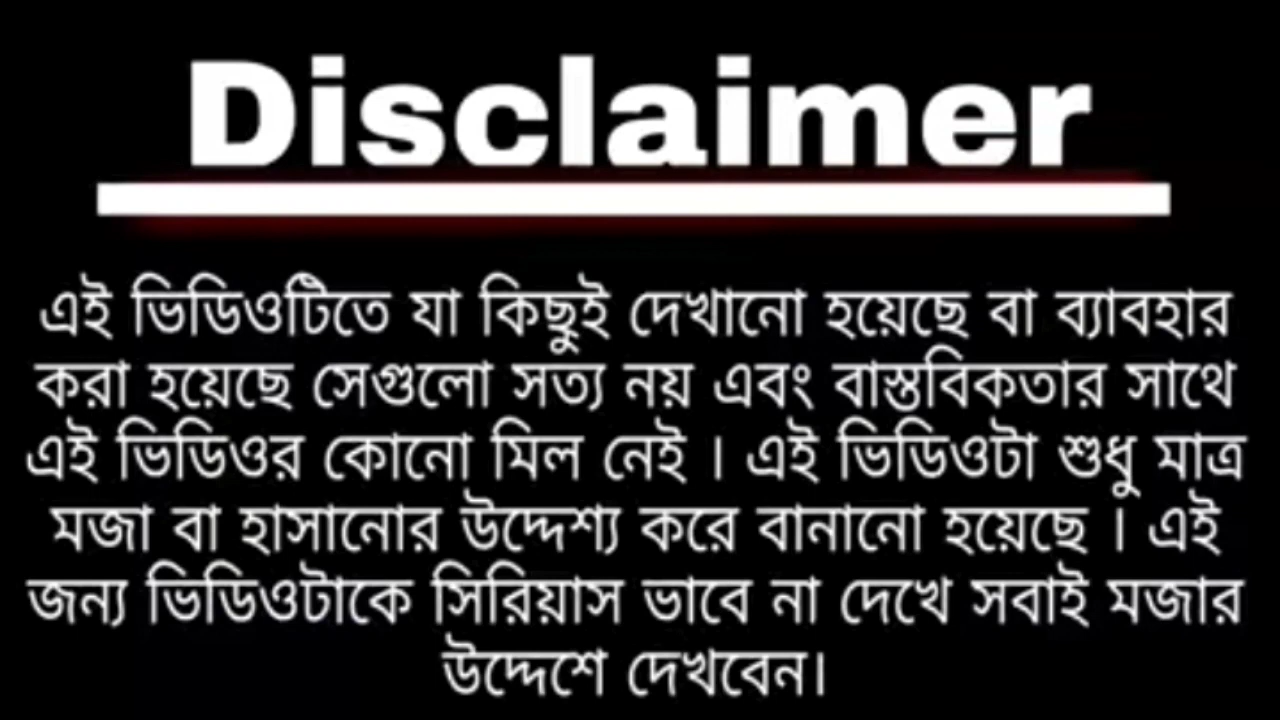 Disclaimer
এই ভিডিওটিতে যা কিছুই দেখানো হয়েছে বা ব্যাবহার
করা হয়েছে সেগুলো সত্য নয় এবং বাস্তবিকতার সাথে
এই ভিডিওর কোনো মিল নেই । এই ভিডিওটা শুধু মাত্র
মজা বা হাসানোর উদ্দেশ্য করে বানানো হয়েছে । এই
জন্য ভিডিওটাকে সিরিয়াস ভাবে না দেখে সবাই মজার
উদ্দেশে দেখবেন।